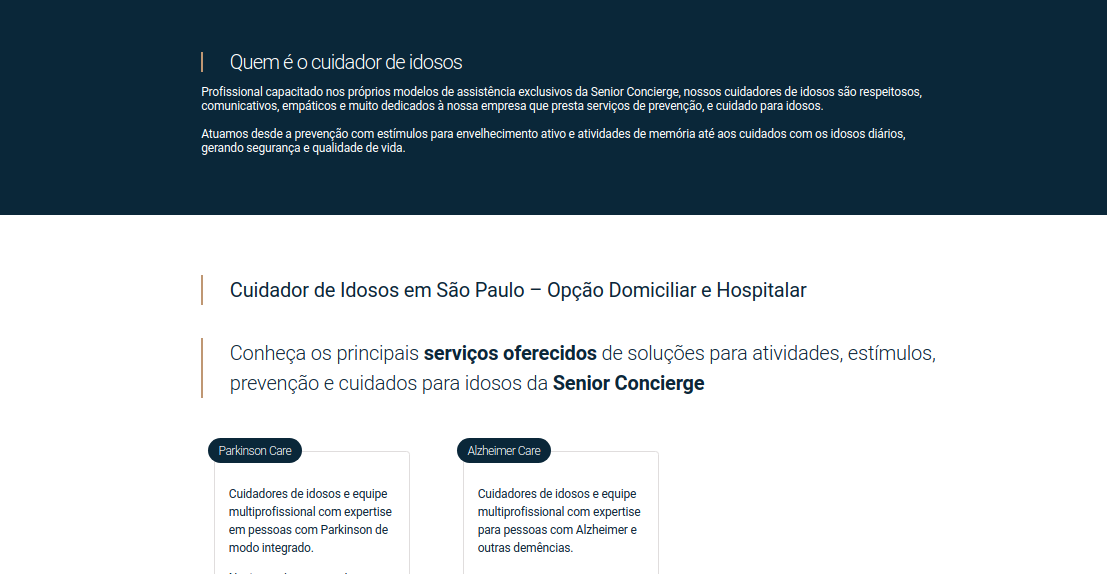 Quem é o cuidador de idosos
Profissional capacitado nos próprios modelos de assistência exclusivos da Senior Concierge, nossos cuidadores de idosos são respeitosos,
comunicativos, empáticos e muito dedicados à nossa empresa que presta serviços de prevenção, e cuidado para idosos.
Atuamos desde a prevenção com estímulos para envelhecimento ativo e atividades de memória até aos cuidados com os idosos diários,
gerando segurança e qualidade de vida.
Cuidador de Idosos em São Paulo – Opção Domiciliar e Hospitalar
Conheça os principais serviços oferecidos de soluções para atividades, estímulos,
prevenção e cuidados para idosos da Senior Concierge
Parkinson Care
Cuidadores de idosos e equipe
multiprofissional com expertise
em pessoas com Parkinson de
modo integrado.
Alzheimer Care
Cuidadores de idosos e equipe
multiprofissional com expertise
para pessoas com Alzheimer e
outras demências.